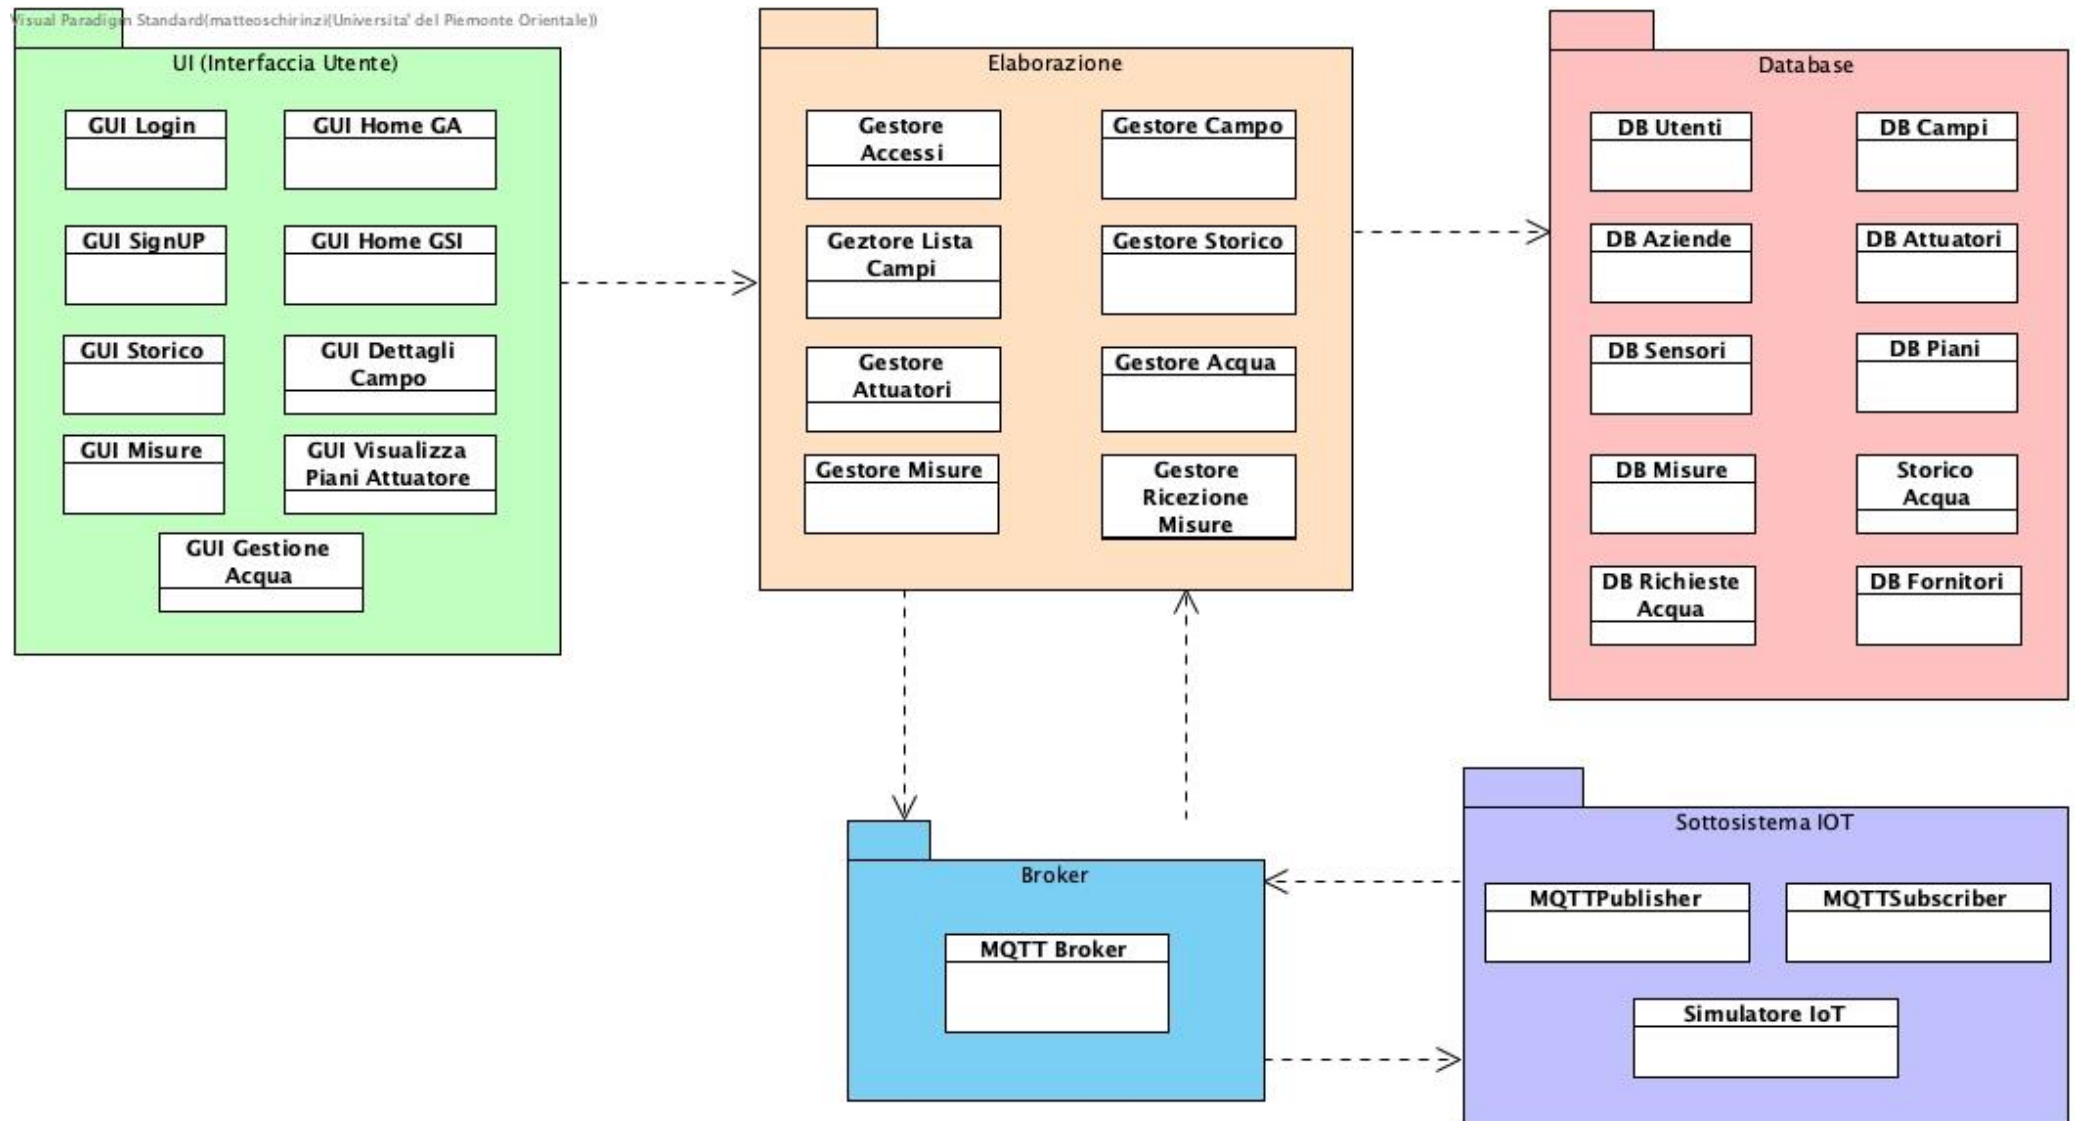 Visual Paradigm Standard(matteoschirinzi(Universita' del Piemonte Orientale))
UI (Interfaccia Utente)
GUI Login
GUI Home GA
GUI SignUP
GUI Home GSI
GUI Storico
GUI Dettagli
Campo
GUI Misure
GUI Visualizza
Piani Attuatore
GUI Gestione
Acqua
Elaborazione
Gestore
Accessi
Gestore Campo
Geztore Lista
Campi
Gestore Storico
Gestore
Attuatori
Gestore Acqua
Gestore Misure
Gestore
Ricezione
Misure
Database
DB Utenti
DB Campi
DB Aziende
DB Attuatori
DB Sensori
DB Piani
DB Misure
Storico
Acqua
DB Richieste
Acqua
DB Fornitori
Broker
MQTT Broker
Sottosistema IOT
MQTTPublisher
MQTTSubscriber
Simulatore IoT